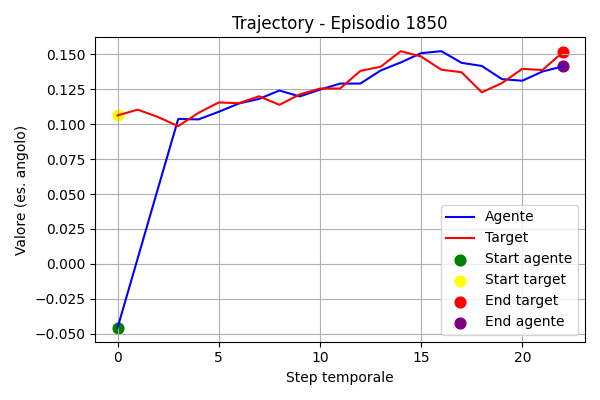 Trajectory - Episodio 1850
Valore (es. angolo)
0.150
0.125
0.100
0.075
0.050
0.025
0.000
−0.025
−0.050
0
5
10
15
20
Step temporale
Agente
Target
Start agente
Start target
End target
End agente